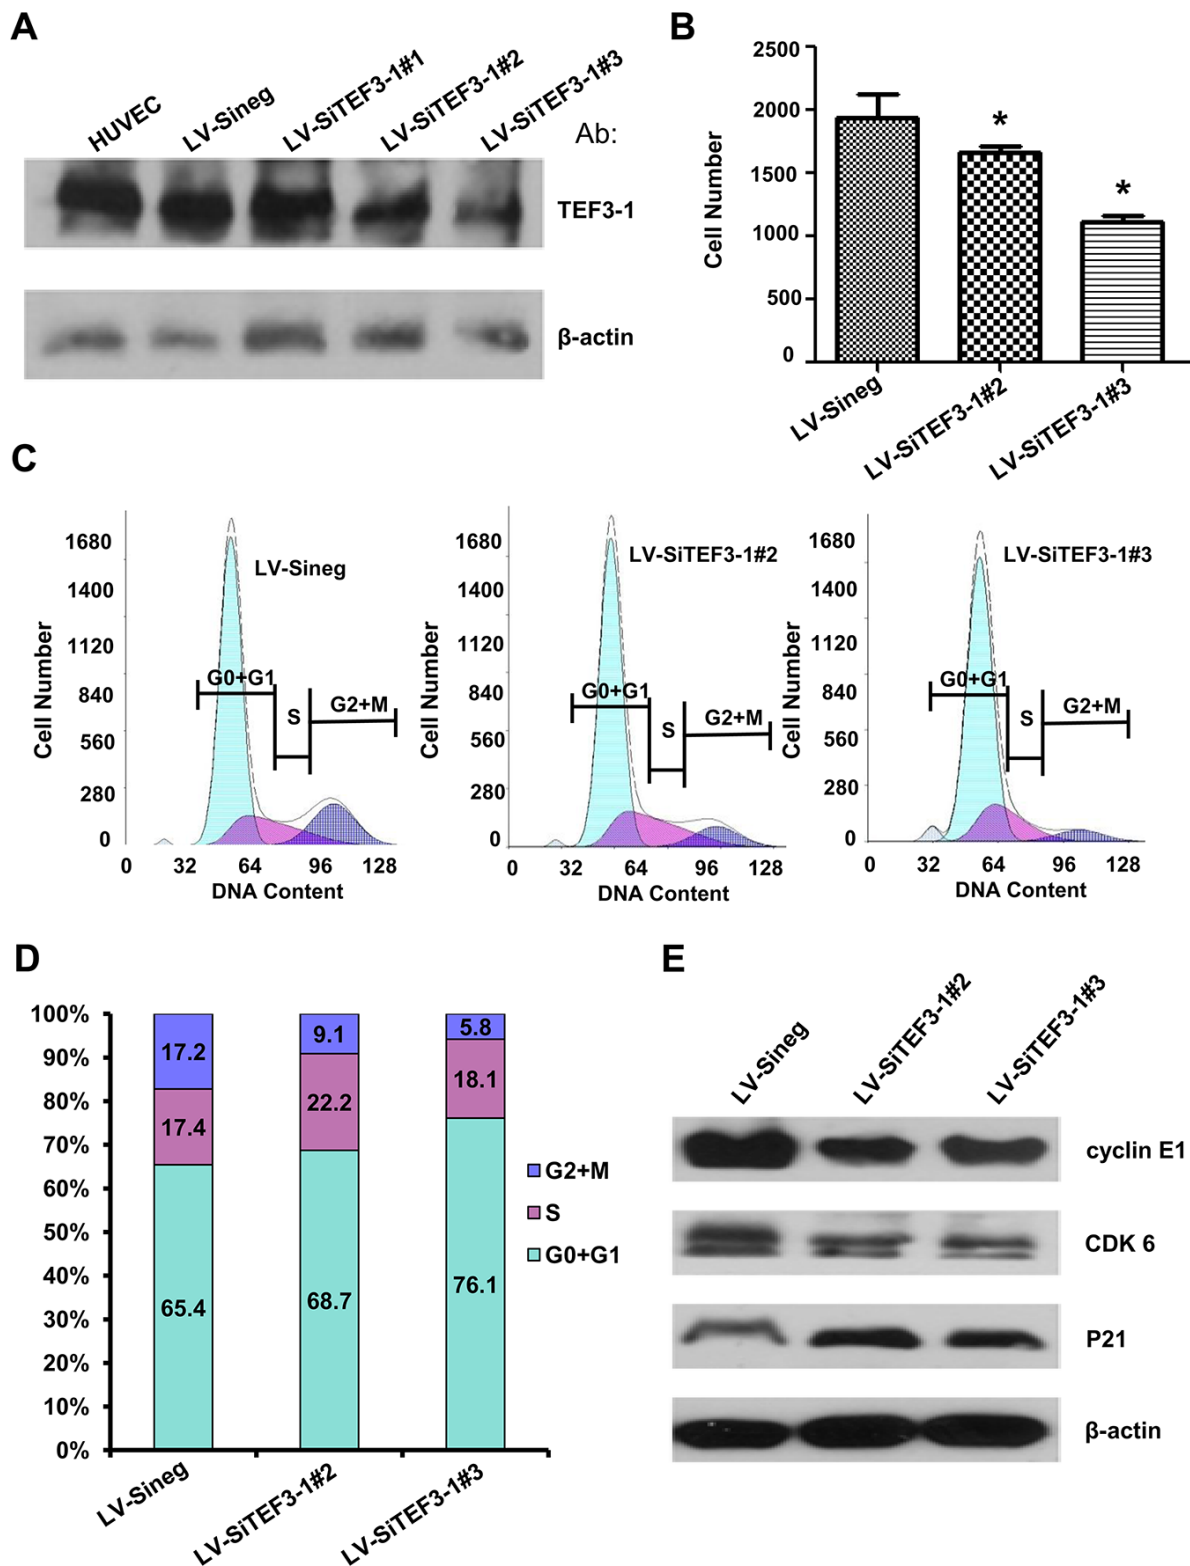 A
HUVEC
LV-Sineg
LV-SiTEF3-1#1
LV-SiTEF3-1#2
LV-SiTEF3-1#3
Ab:
TEF3-1
β-actin
B
Cell Number
2500
2000
1500
1000
500
0
*
*
LV-Sineg
LV-SiTEF3-1#2
LV-SiTEF3-1#3
C
Cell Number
1680
1400
1120
840
560
280
0
LV-Sineg
G0+G1
S
G2+M
0 32 64 96 128
DNA Content
Cell Number
1680
1400
1120
840
560
280
0
LV-SiTEF3-1#2
G0+G1
S
G2+M
0 32 64 96 128
DNA Content
Cell Number
1680
1400
1120
840
560
280
0
LV-SiTEF3-1#3
G0+G1
S
G2+M
0 32 64 96 128
DNA Content
D
100%
90%
80%
70%
60%
50%
40%
30%
20%
10%
0%
17.2
17.4
65.4
9.1
22.2
68.7
5.8
18.1
76.1
G2+M
S
G0+G1
LV-Sineg
LV-SiTEF3-1#2
LV-SiTEF3-1#3
E
LV-Sineg
LV-SiTEF3-1#2
LV-SiTEF3-1#3
cyclin E1
CDK 6
P21
β-actin